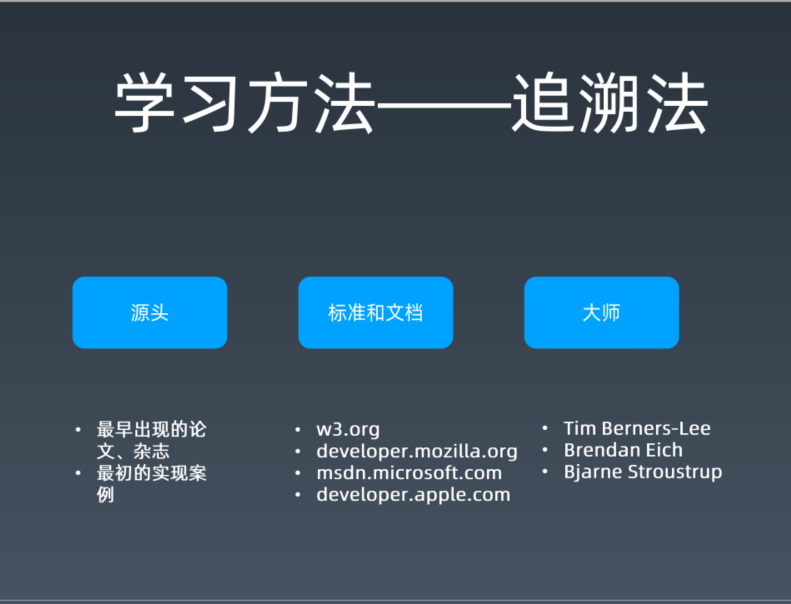 学习方法——追溯法
源头
标准和文档
大师
• 最早出现的论
文、杂志
• 最初的实现案
例
• w3.org
• developer.mozilla.org
• msdn.microsoft.com
• developer.apple.com
• Tim Berners-Lee
• Brendan Eich
• Bjarne Stroustrup